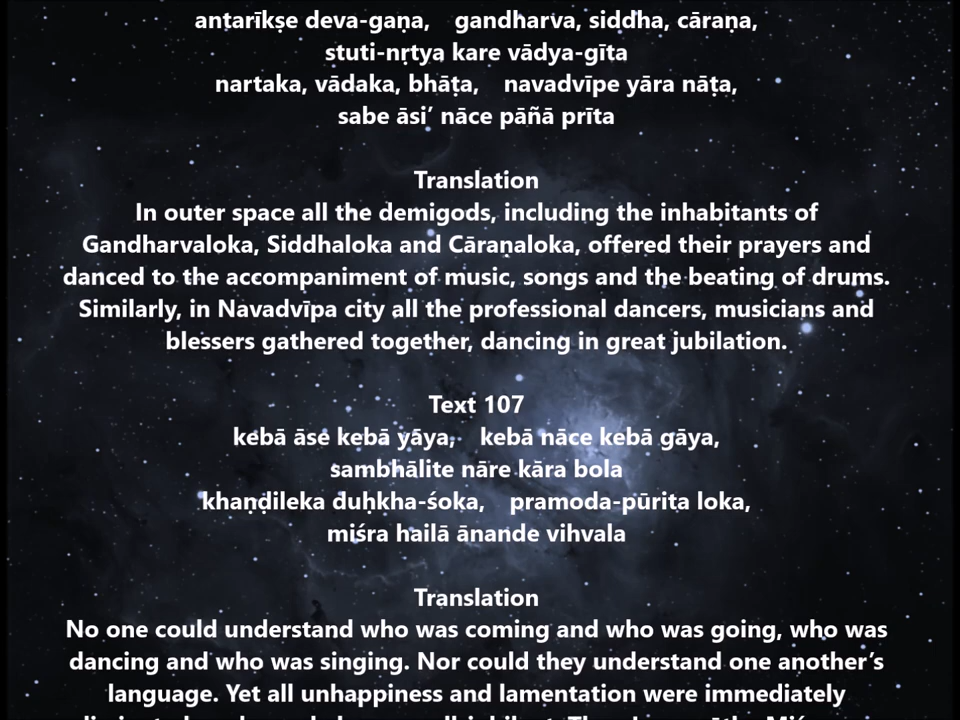 antarīkṣe deva-gaṇa, gandharva, siddha, cāraṇa,
stuti-nṛtya kare vādya-gīta
nartaka, vādaka, bhāṭa, navadvīpe yāra nāṭa,
sabe āsi’ nāce pāñā prīta
Translation
In outer space all the demigods, including the inhabitants of
Gandharvaloka, Siddhaloka and Cāraṇaloka, offered their prayers and
danced to the accompaniment of music, songs and the beating of drums.
Similarly, in Navadvīpa city all the professional dancers, musicians and
blessers gathered together, dancing in great jubilation.
Text 107
kebā āse kebā yāya, kebā nāce kebā gāya,
sambhālite nāre kāra bola
khaṇḍileka duḥkha-śoka, pramoda-pūrita loka,
miśra hailā ānande vihvala
Translation
No one could understand who was coming and who was going, who was
dancing and who was singing. Nor could they understand one another’s
language. Yet all unhappiness and lamentation were immediately